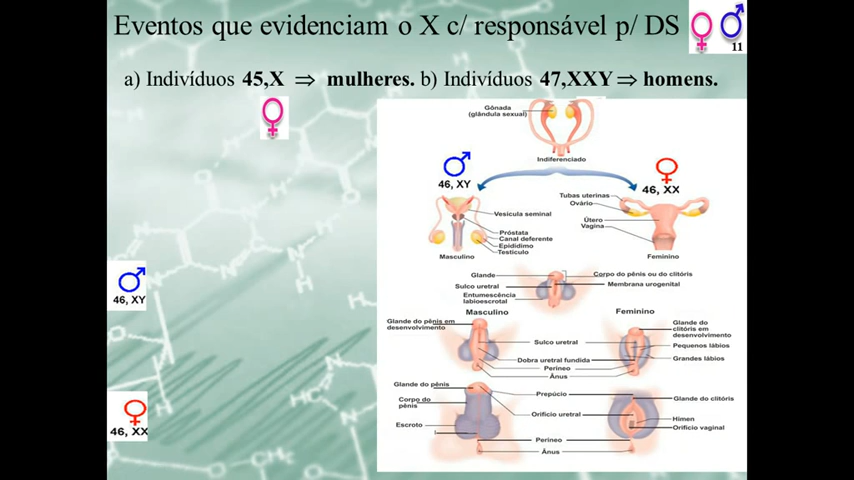 Eventos que evidenciam o X c/ responsável p/ DS
11
a) Indivíduos 45,X ⇒ mulheres. b) Indivíduos 47,XXY ⇒ homens.
Gônada
(glândula sexual)
Indiferenciado
46, XY
46, XX
Tubas uterinas
Ovário
Vesícula seminal
Útero
Vagina
Próstata
Canal deferente
Epidídimo
Testículo
Masculino
Feminino
Glande
Corpo do pênis ou do clitóris
Sulco uretral
Membrana urogenital
Entumescência
labioescrotal
Masculino
Feminino
Glande do pênis em
desenvolvimento
Glande do
clitóris em
desenvolvimento
Sulco uretral
Pequenos lábios
Dobra uretral fundida
Grandes lábios
Períneo
Ânus
Glande do pênis
Prepúcio
Corpo do
pênis
Glande do clitóris
Orifício uretral
Hímen
Escroto
Orifício vaginal
Períneo
Ânus
46, XY
46, XX